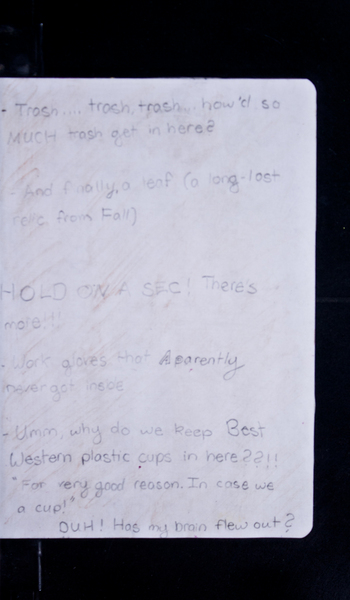 - Trash.... trash, trash... how'd so
MUCH trash get in here?
- And finally, a leaf (a long-lost
relic from Fall)
HOLD ON A SEC! There's
more!!!
- Work gloves that Aparently
never got inside
- Umm, why do we keep Best
Western plastic cups in here??!!
"For very good reason. In case we
a cup!"
DUH! Has my brain flew out?